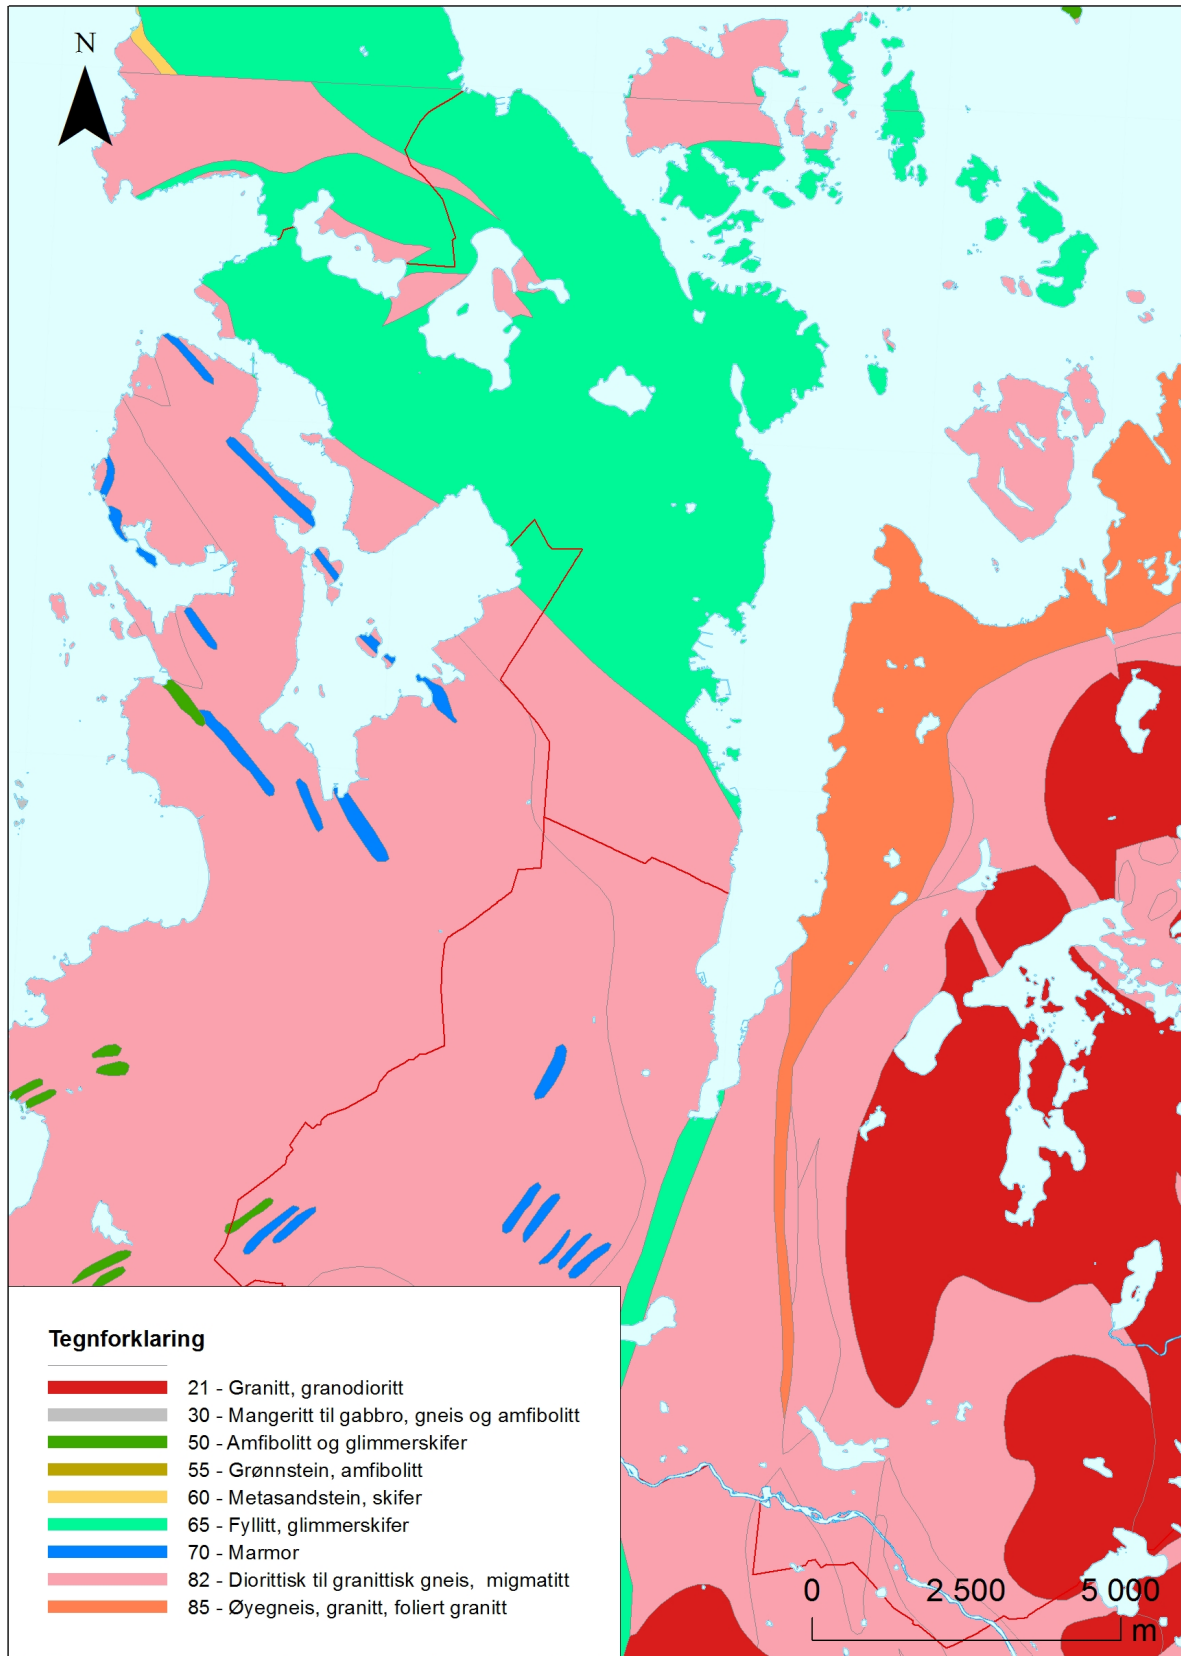 N
Tegnforklaring
21 - Granitt, granodioritt
30 - Mangeritt til gabbro, gneis og amfibolitt
50 - Amfibolitt og glimmerskifer
55 - Grønnstein, amfibolitt
60 - Metasandstein, skifer
65 - Fyllitt, glimmerskifer
70 - Marmor
82 - Diorittisk til granittisk gneis, migmatitt
85 - Øyegneis, granitt, foliert granitt
0 2 500 5 000
m